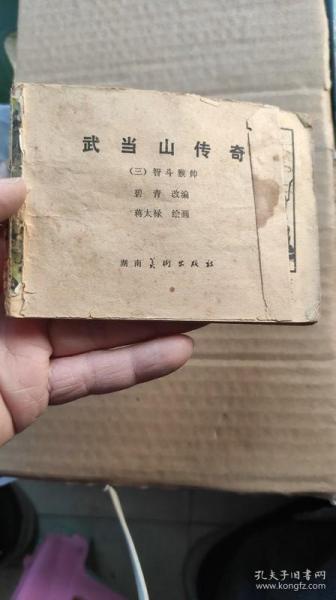 武当山传奇
（三）智斗猴帅
碧青 改编
蒋太禄 绘画
湖南美术出版社
孔夫子旧书网